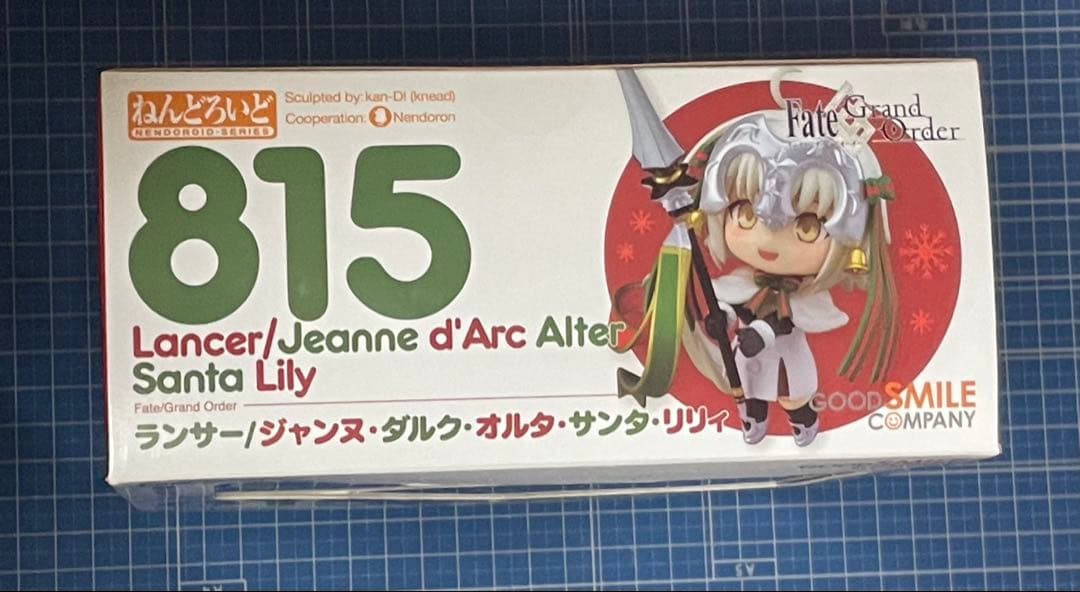 ねんどろいど
NENDOROID-SERIES
Sculpted by: kan-DI (knead)
Cooperation: Nendoron
815
Lancer/Jeanne d'Arc Alter
Santa Lily
Fate/Grand Order
ランサー/ジャンヌ・ダルク・オルタ・サンタ・リリィ
Fate Grand
Order
GOOD SMILE
COMPANY
A5